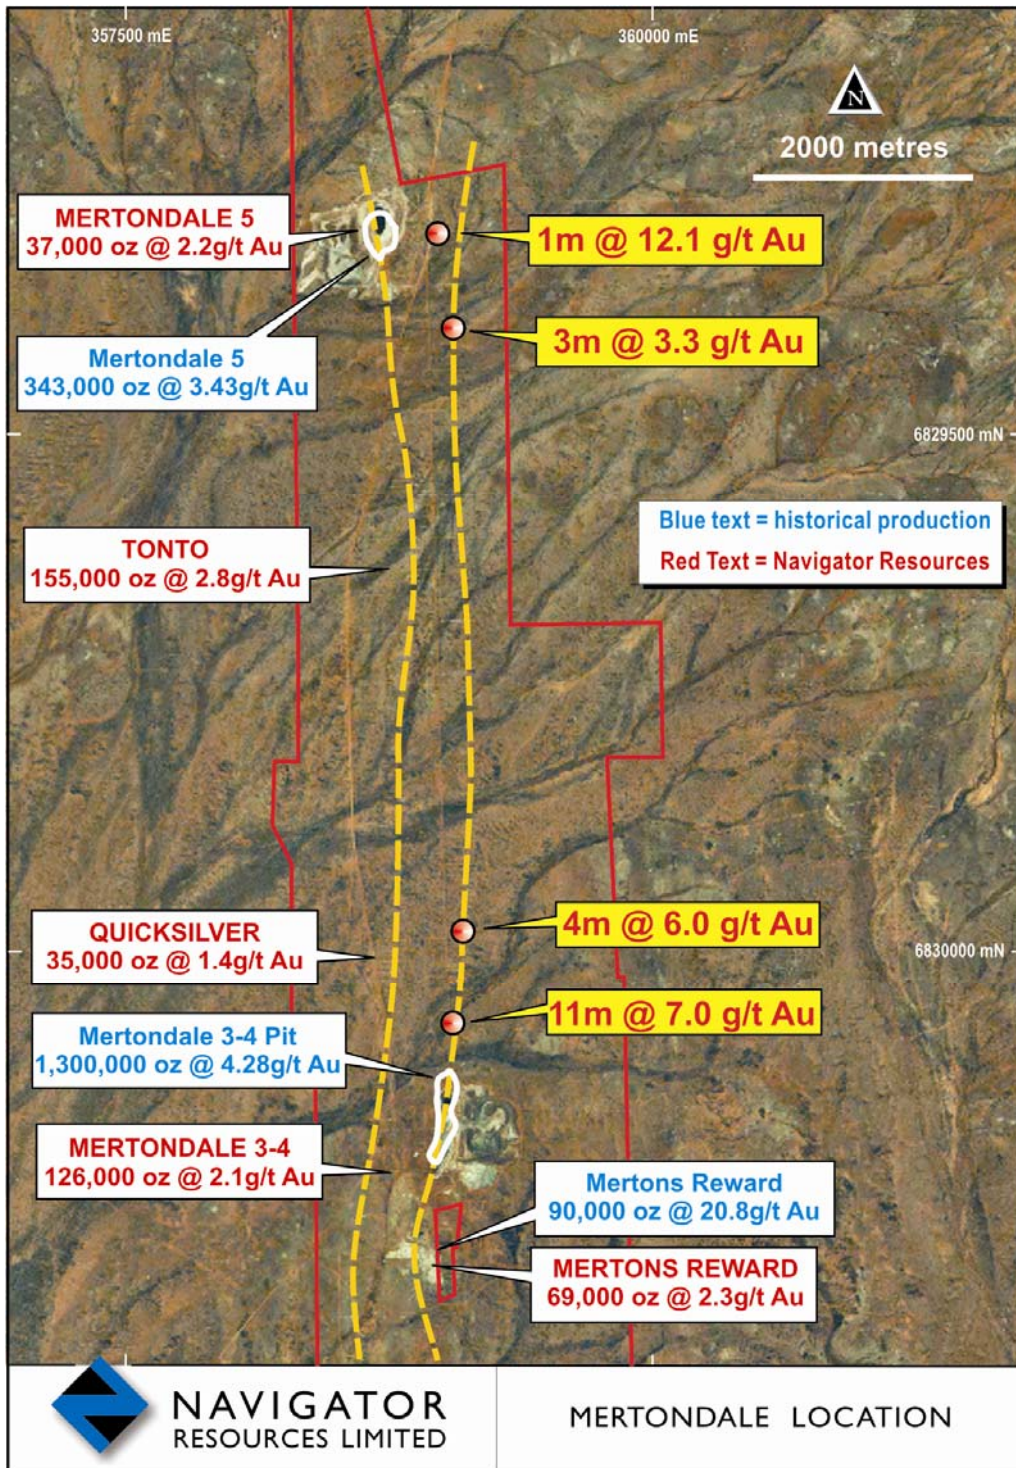 357500 mE
360000 mE
N
2000 metres
MERTONDALE 5
37,000 oz @ 2.2g/t Au
1m @ 12.1 g/t Au
3m @ 3.3 g/t Au
Mertondale 5
343,000 oz @ 3.43g/t Au
6829500 mN
Blue text = historical production
Red Text = Navigator Resources
TONTO
155,000 oz @ 2.8g/t Au
QUICKSILVER
35,000 oz @ 1.4g/t Au
4m @ 6.0 g/t Au
6830000 mN
11m @ 7.0 g/t Au
Mertondale 3-4 Pit
1,300,000 oz @ 4.28g/t Au
MERTONDALE 3-4
126,000 oz @ 2.1g/t Au
Mertons Reward
90,000 oz @ 20.8g/t Au
MERTONS REWARD
69,000 oz @ 2.3g/t Au
NAVIGATOR
RESOURCES LIMITED
MERTONDALE LOCATION